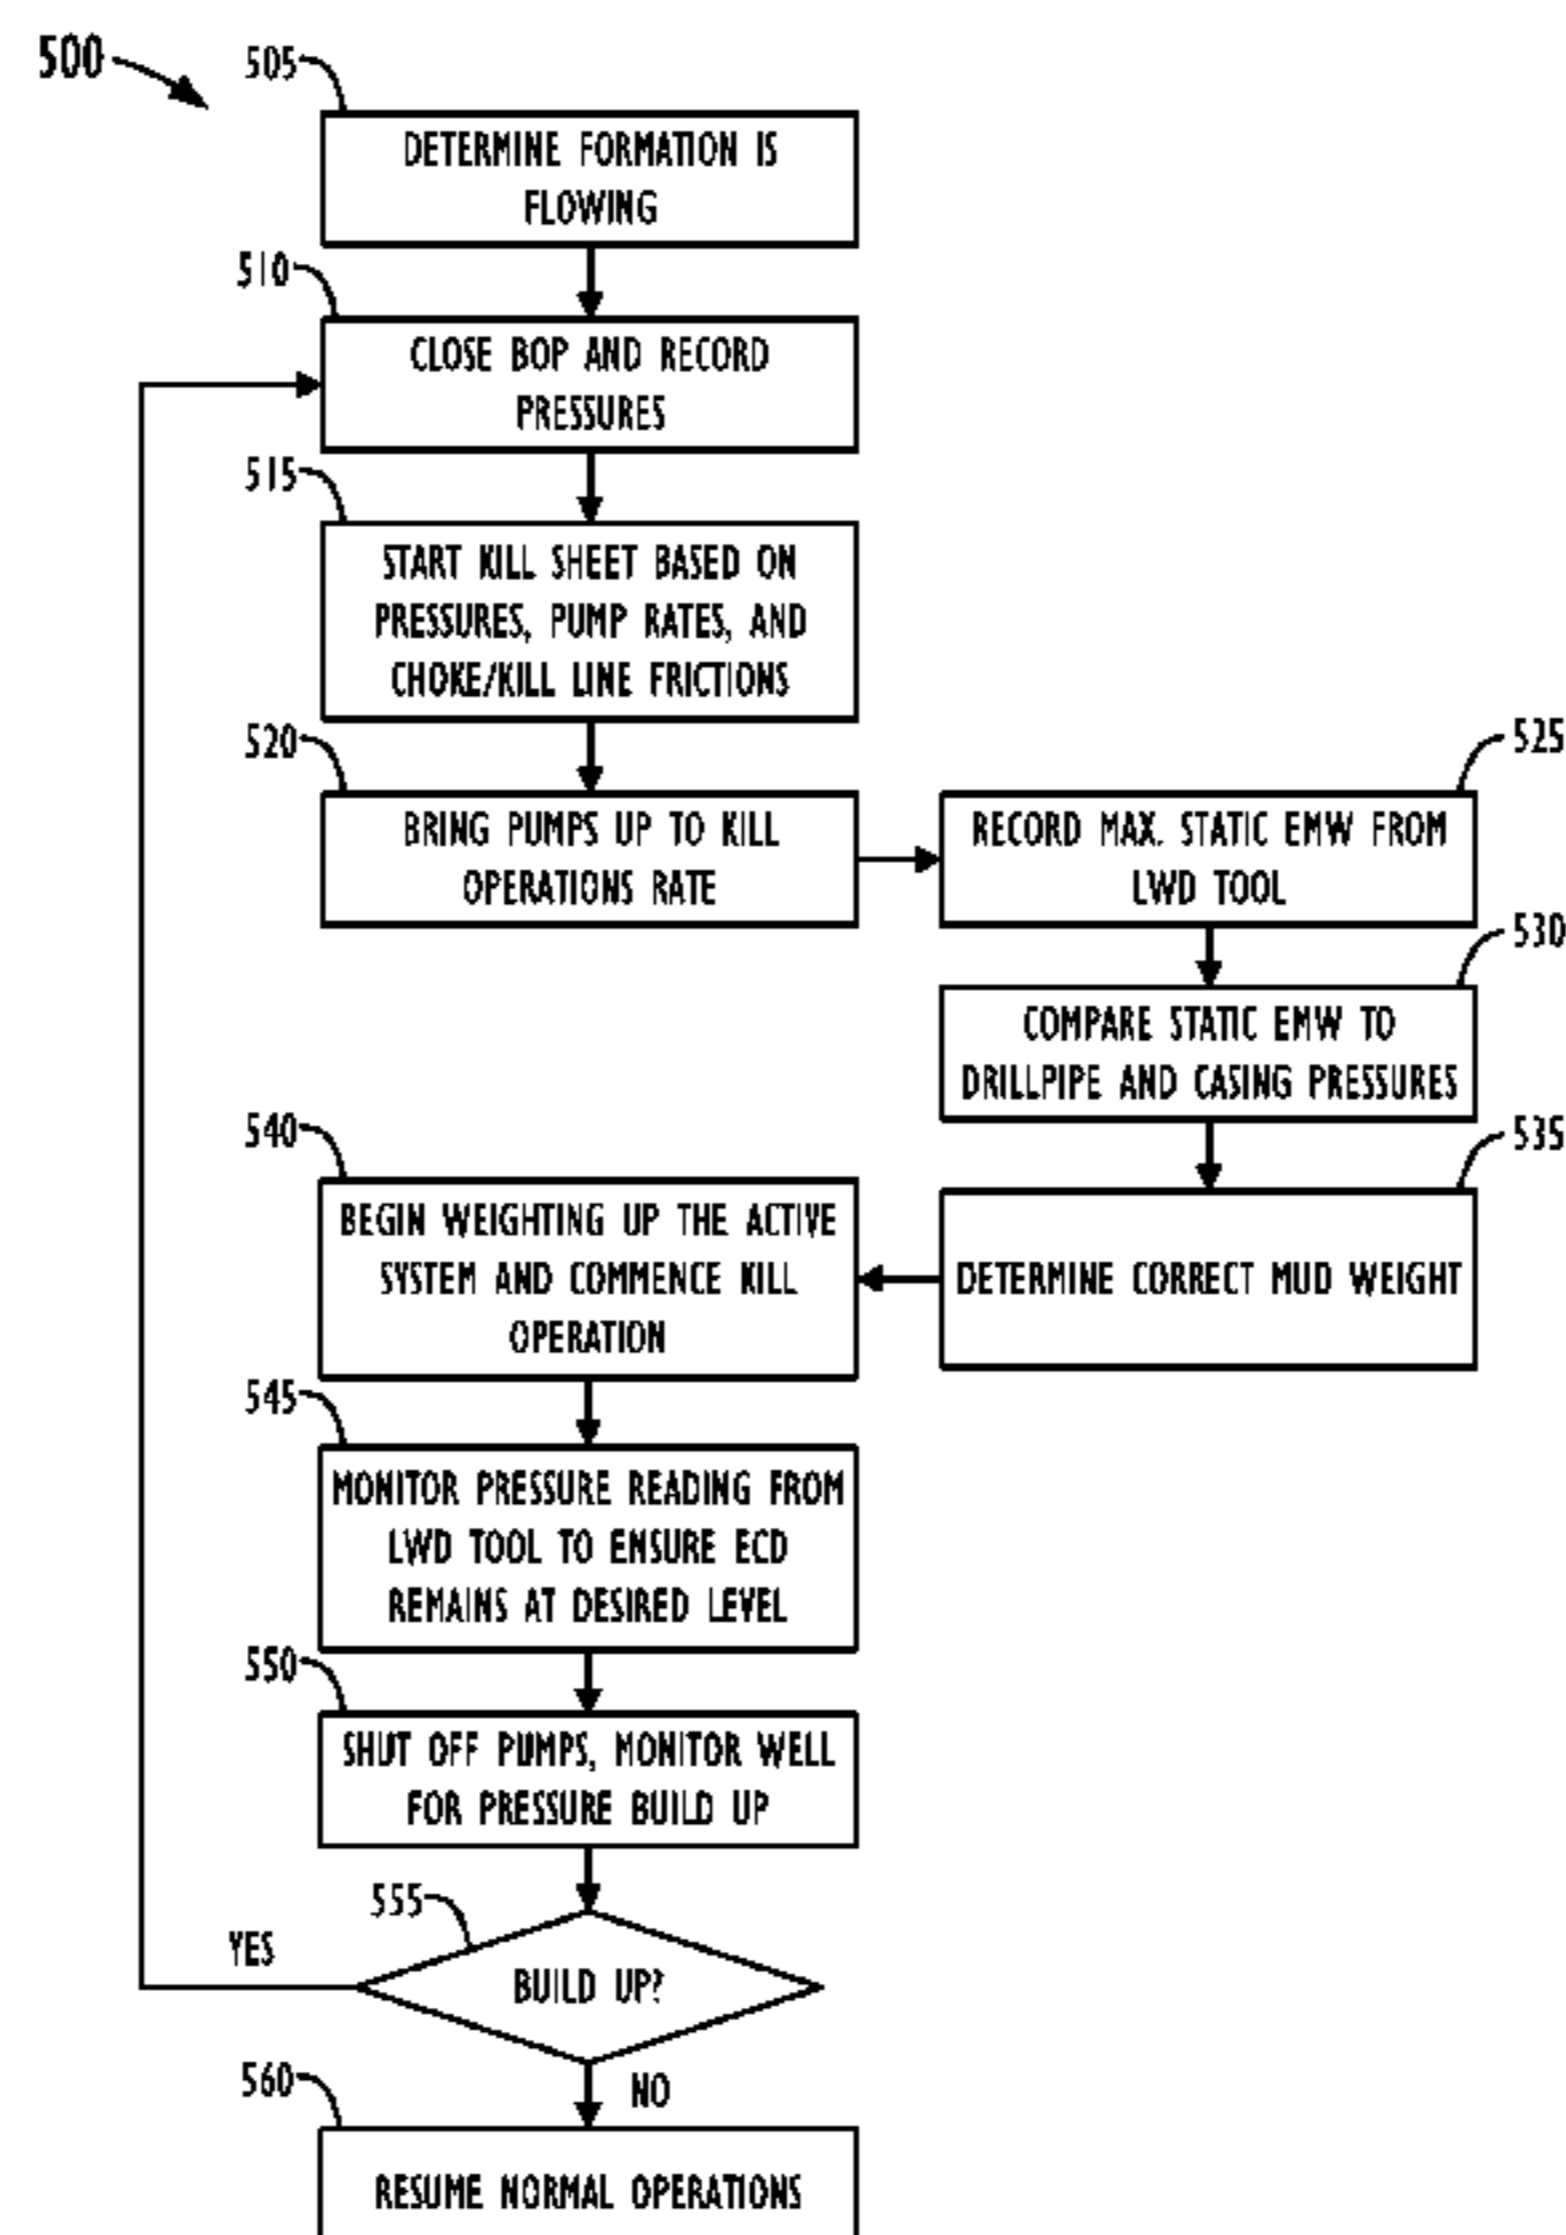 500
505
DETERMINE FORMATION IS
FLOWING
510
CLOSE BOP AND RECORD
PRESSURES
515
START KILL SHEET BASED ON
PRESSURES, PUMP RATES, AND
CHOKE/KILL LINE FRICTIONS
520
BRING PUMPS UP TO KILL
OPERATIONS RATE
525
RECORD MAX. STATIC EMW FROM
LWD TOOL
530
COMPARE STATIC EMW TO
DRILLPIPE AND CASING PRESSURES
535
DETERMINE CORRECT MUD WEIGHT
540
BEGIN WEIGHTING UP THE ACTIVE
SYSTEM AND COMMENCE KILL
OPERATION
545
MONITOR PRESSURE READING FROM
LWD TOOL TO ENSURE ECD
REMAINS AT DESIRED LEVEL
550
SHUT OFF PUMPS, MONITOR WELL
FOR PRESSURE BUILD UP
555
BUILD UP?
YES
NO
560
RESUME NORMAL OPERATIONS